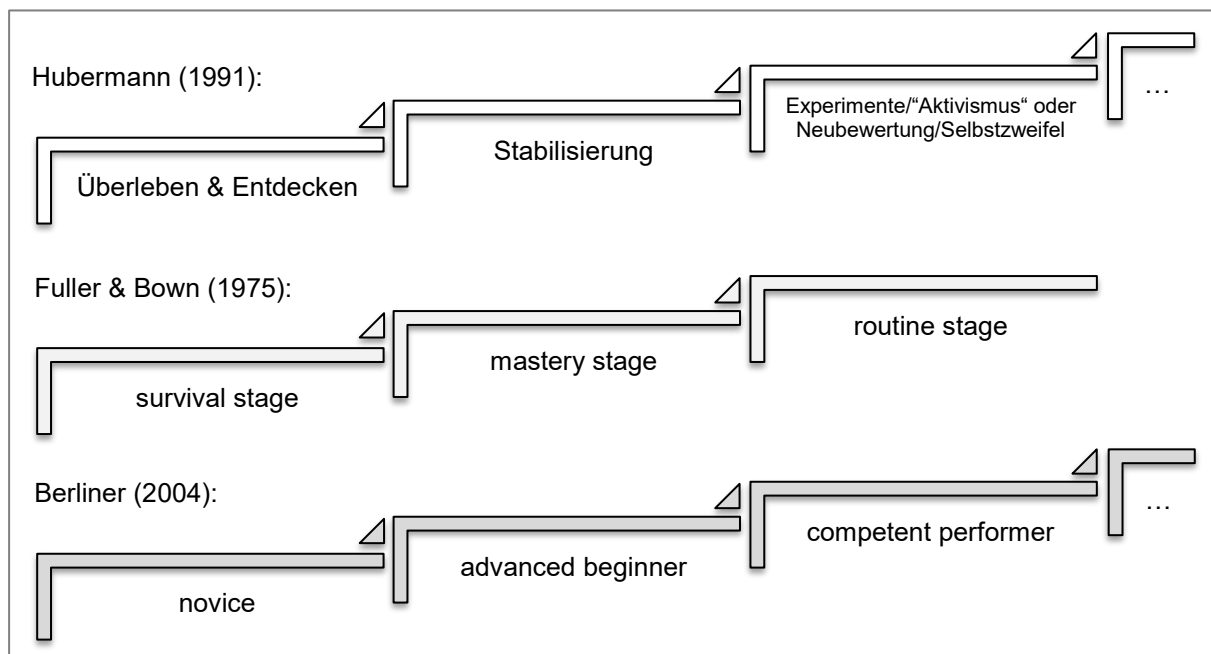 Hubermann (1991):
Überleben & Entdecken
Stabilisierung
Experimente/“Aktivismus“ oder
Neubewertung/Selbstzweifel
…
Fuller & Bown (1975):
survival stage
mastery stage
routine stage
Berliner (2004):
novice
advanced beginner
competent performer
…